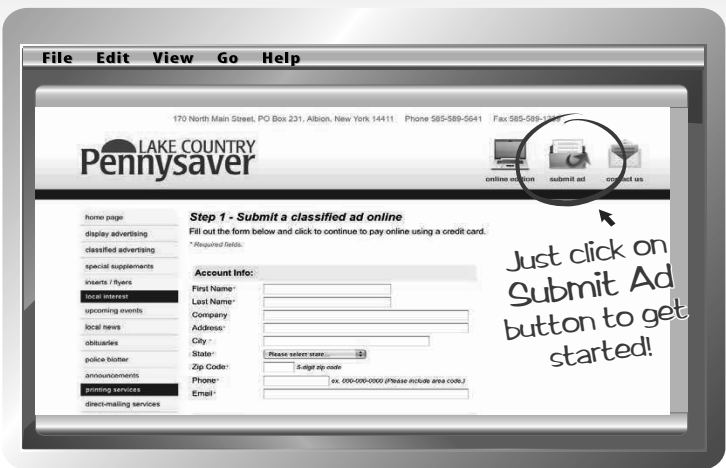 File Edit View Go Help
170 North Main Street, PO Box 231, Albion, New York 14411 Phone 585-589-5641 Fax 585-589-
LAKE COUNTRY
Pennysaver
online edition submit ad contact us
home page
display advertising
classified advertising
special supplements
inserts / flyers
local interest
upcoming events
local news
obituaries
police blotter
announcements
printing services
direct-mailing services
Step 1 - Submit a classified ad online
Fill out the form below and click to continue to pay online using a credit card.
* Required fields.
Account Info:
First Name*
Last Name*
Company
Address*
City *
State* Please select state...
Zip Code* 5-digit zip code
Phone* ex. 000-000-0000 (Please include area code.)
Email*
Just click on
Submit Ad
button to get
started!